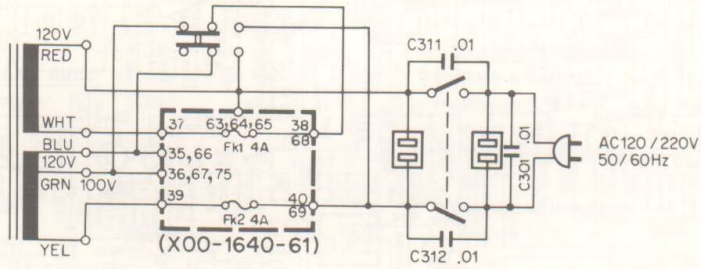 120V
RED
C311 .01
WHT
37 63,64,65 38
68
Fk1 4A
BLU
35,66
120V
36,67,75
GRN 100V
39
40
69
Fk2 4A
YEL
(X00-1640-61)
C301 .01
AC120/220V
50/60Hz
C312 .01